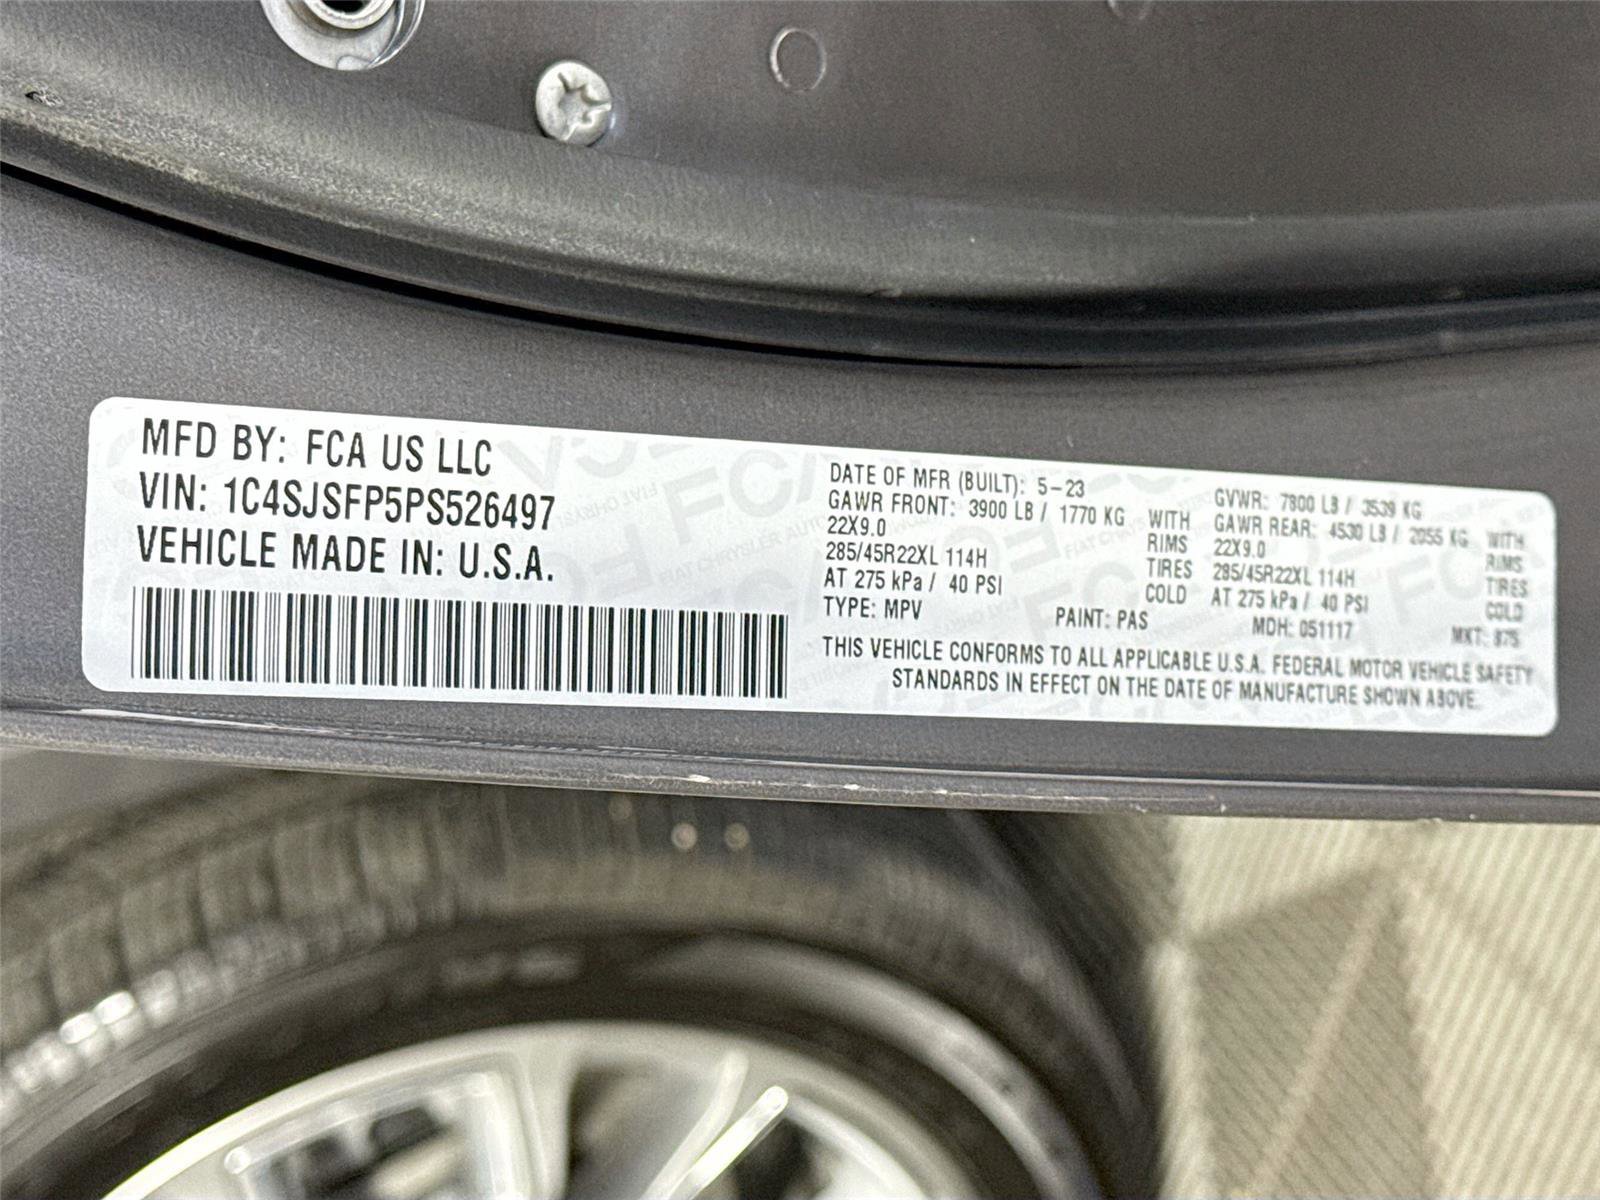 MFD BY: FCA US LLC
VIN: 1C4SJSFP5PS526497
VEHICLE MADE IN: U.S.A.
DATE OF MFR (BUILT): 5-23
GAWR FRONT: 3900 LB / 1770 KG WITH
22X9.0 RIMS
285/45R22XL 114H TIRES
AT 275 kPa / 40 PSI COLD
TYPE: MPV PAINT: PAS
GVWR: 7800 LB / 3539 KG
GAWR REAR: 4530 LB / 2055 KG WITH
22X9.0 RIMS
285/45R22XL 114H TIRES
AT 275 kPa / 40 PSI COLD
MDH: 051117 MKT: 875
THIS VEHICLE CONFORMS TO ALL APPLICABLE U.S.A. FEDERAL MOTOR VEHICLE SAFETY
STANDARDS IN EFFECT ON THE DATE OF MANUFACTURE SHOWN ABOVE.